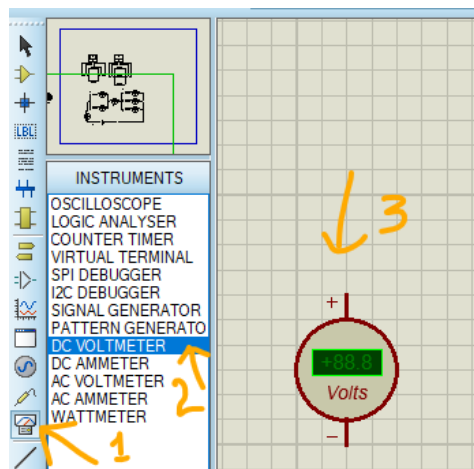 LBL
INSTRUMENTS
OSCILLOSCOPE
LOGIC ANALYSER
COUNTER TIMER
VIRTUAL TERMINAL
SPI DEBUGGER
I2C DEBUGGER
SIGNAL GENERATOR
PATTERN GENERATO
DC VOLTMETER
DC AMMETER
AC VOLTMETER
AC AMMETER
WATTMETER
1
2
3
+
+88.8
Volts
−